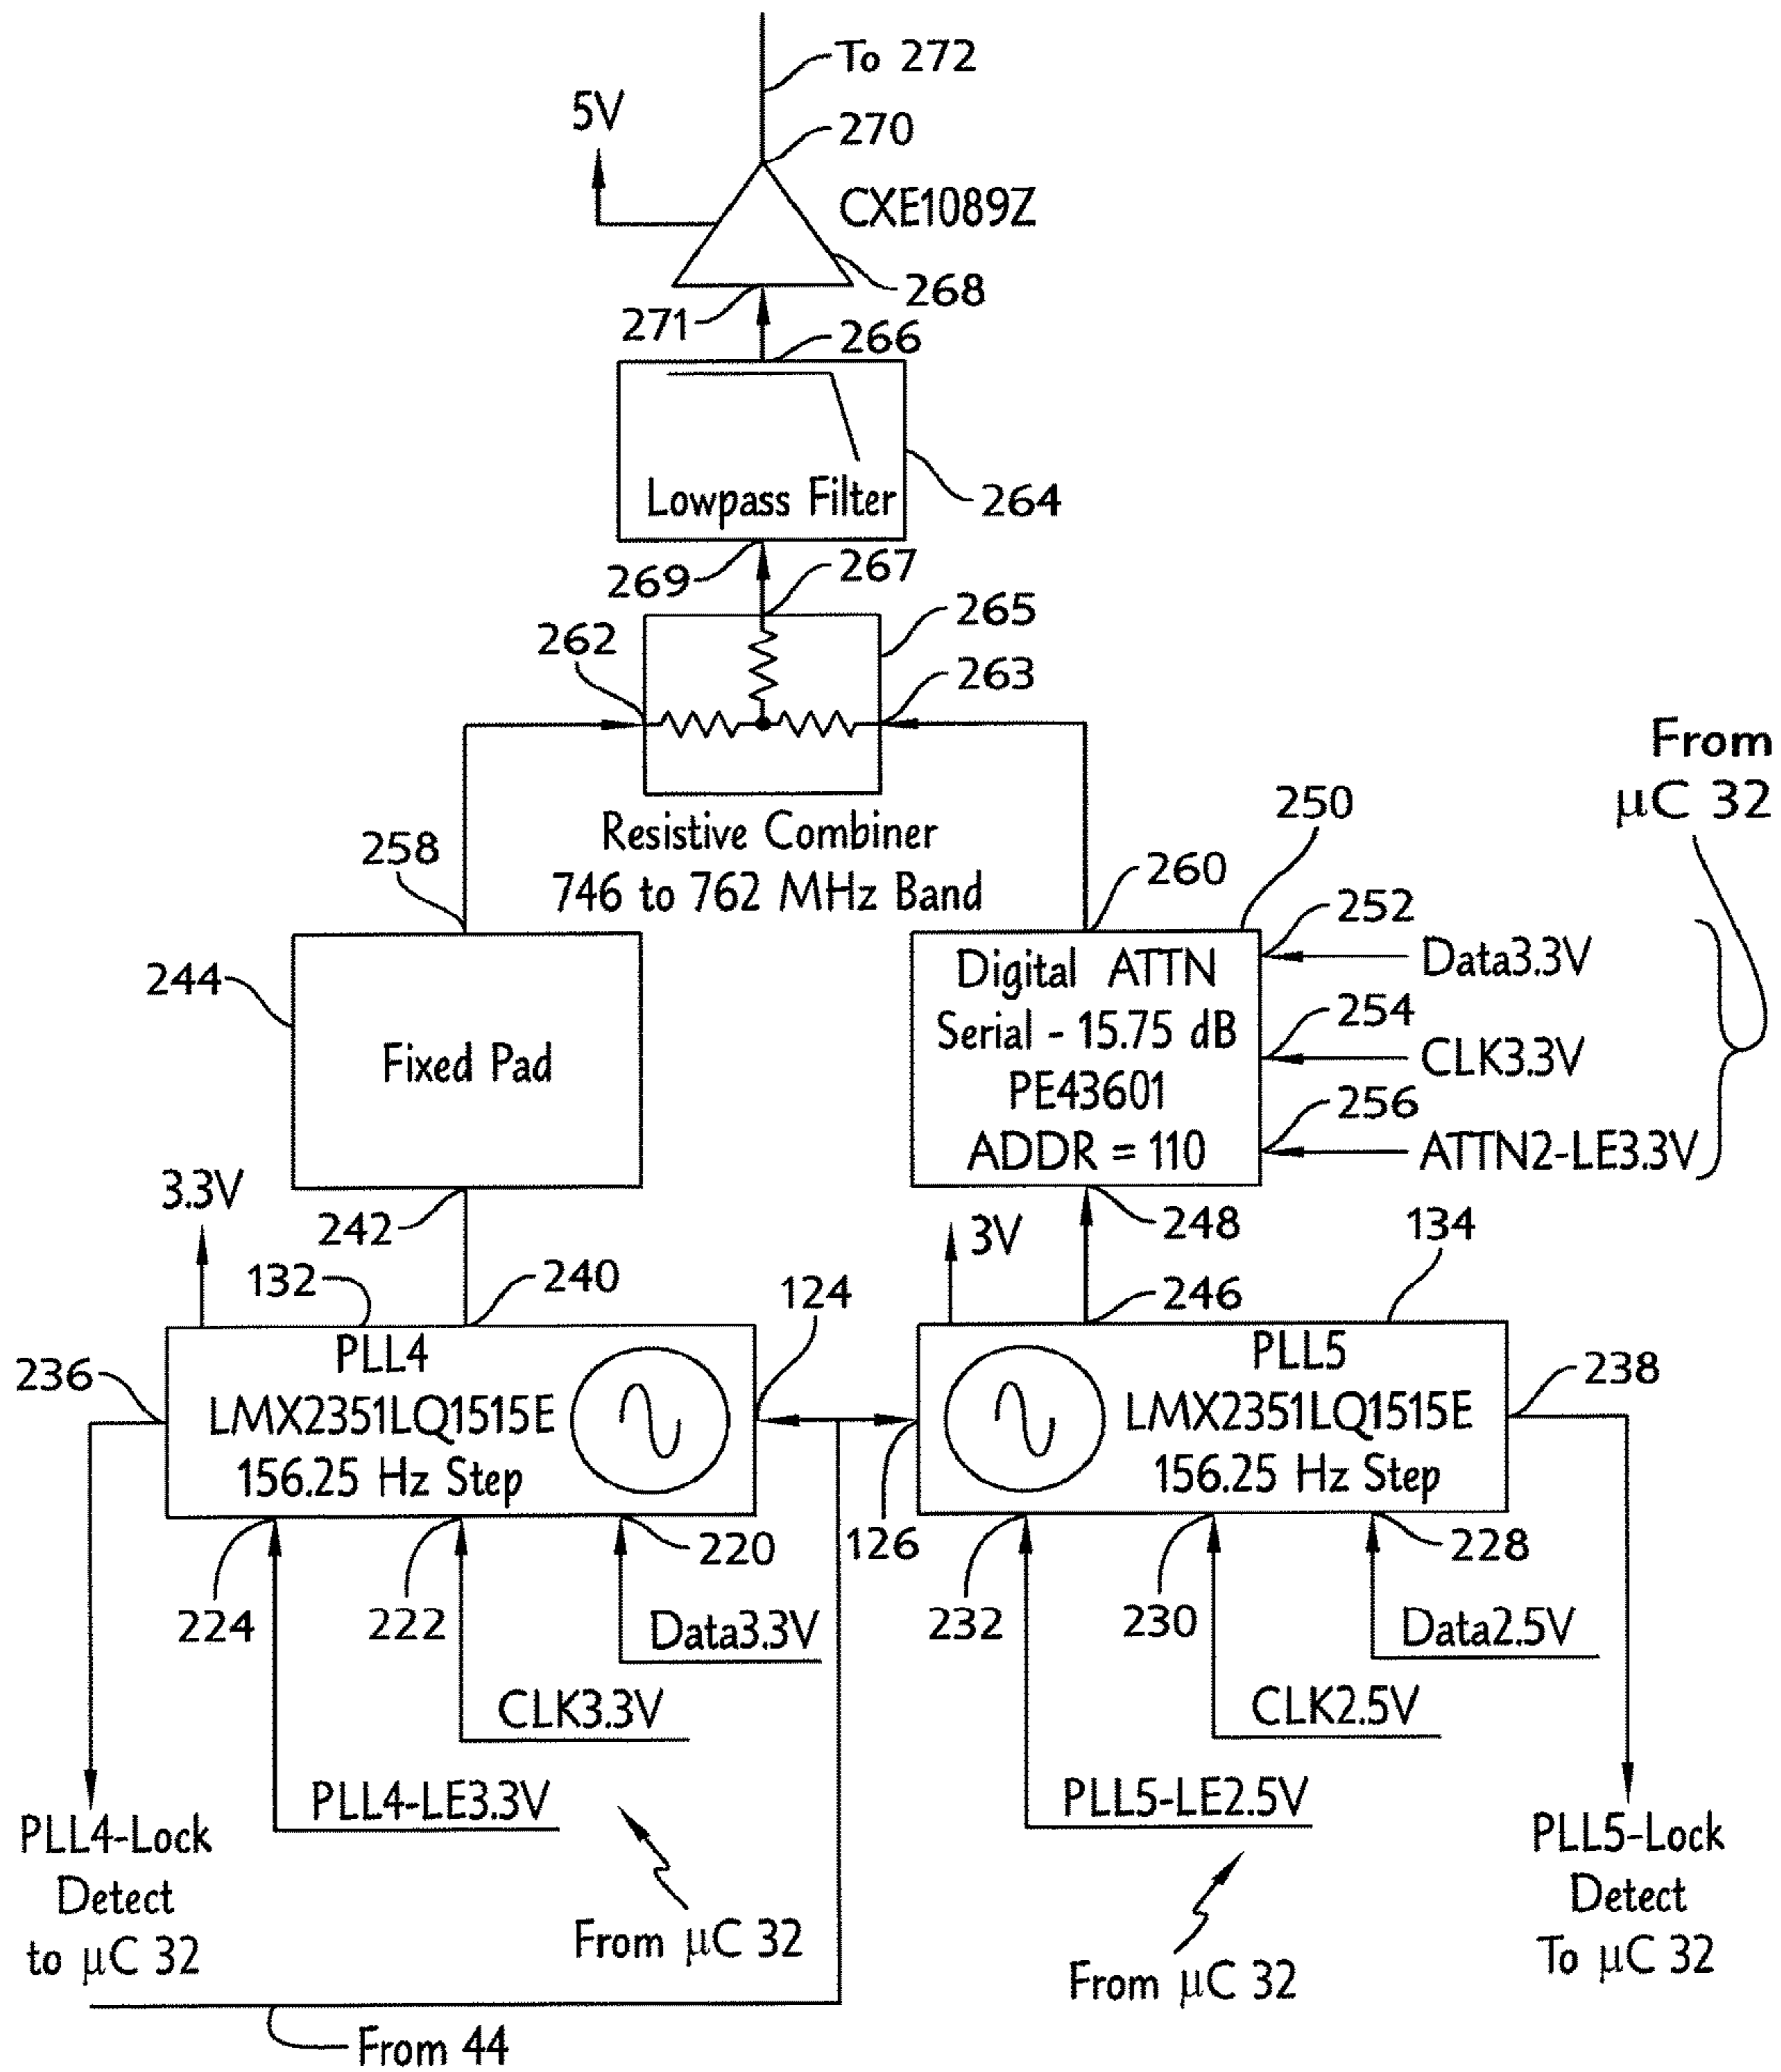 To 272
5V
270
CXE1089Z
268
271
266
Lowpass Filter
264
269
267
265
262
263
From
µC 32
Resistive Combiner
746 to 762 MHz Band
258
250
260
252
Data3.3V
244
Fixed Pad
Digital ATTN
Serial - 15.75 dB
PE43601
ADDR = 110
254
CLK3.3V
256
ATTN2-LE3.3V
3.3V
242
248
134
3V
132
240
124
246
236
PLL4
LMX2351LQ1515E
156.25 Hz Step
PLL5
LMX2351LQ1515E
156.25 Hz Step
238
224
222
220
126
232
230
228
Data3.3V
Data2.5V
CLK3.3V
CLK2.5V
PLL4-LE3.3V
PLL5-LE2.5V
PLL4-Lock
Detect
to µC 32
From µC 32
From µC 32
PLL5-Lock
Detect
To µC 32
From 44